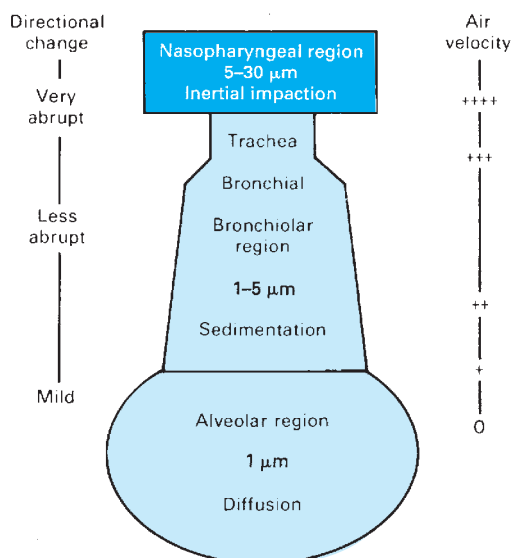 Directional
change
Very
abrupt
Less
abrupt
Mild
Nasopharyngeal region
5–30 μm
Inertial impaction
Trachea
Bronchial
Bronchiolar
region
1–5 μm
Sedimentation
Alveolar region
1 μm
Diffusion
Air
velocity
++++
+++
++
+
O